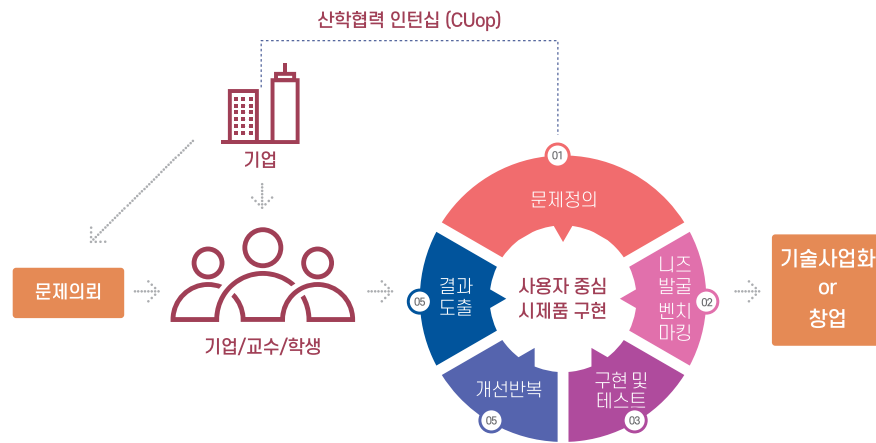 산학협력 인턴십 (CUop)
기업
문제의뢰
기업/교수/학생
01
문제정의
니즈
발굴
벤치
마킹
02
구현 및
테스트
03
개선반복
05
결과
도출
05
사용자 중심
시제품 구현
기술사업화
or
창업